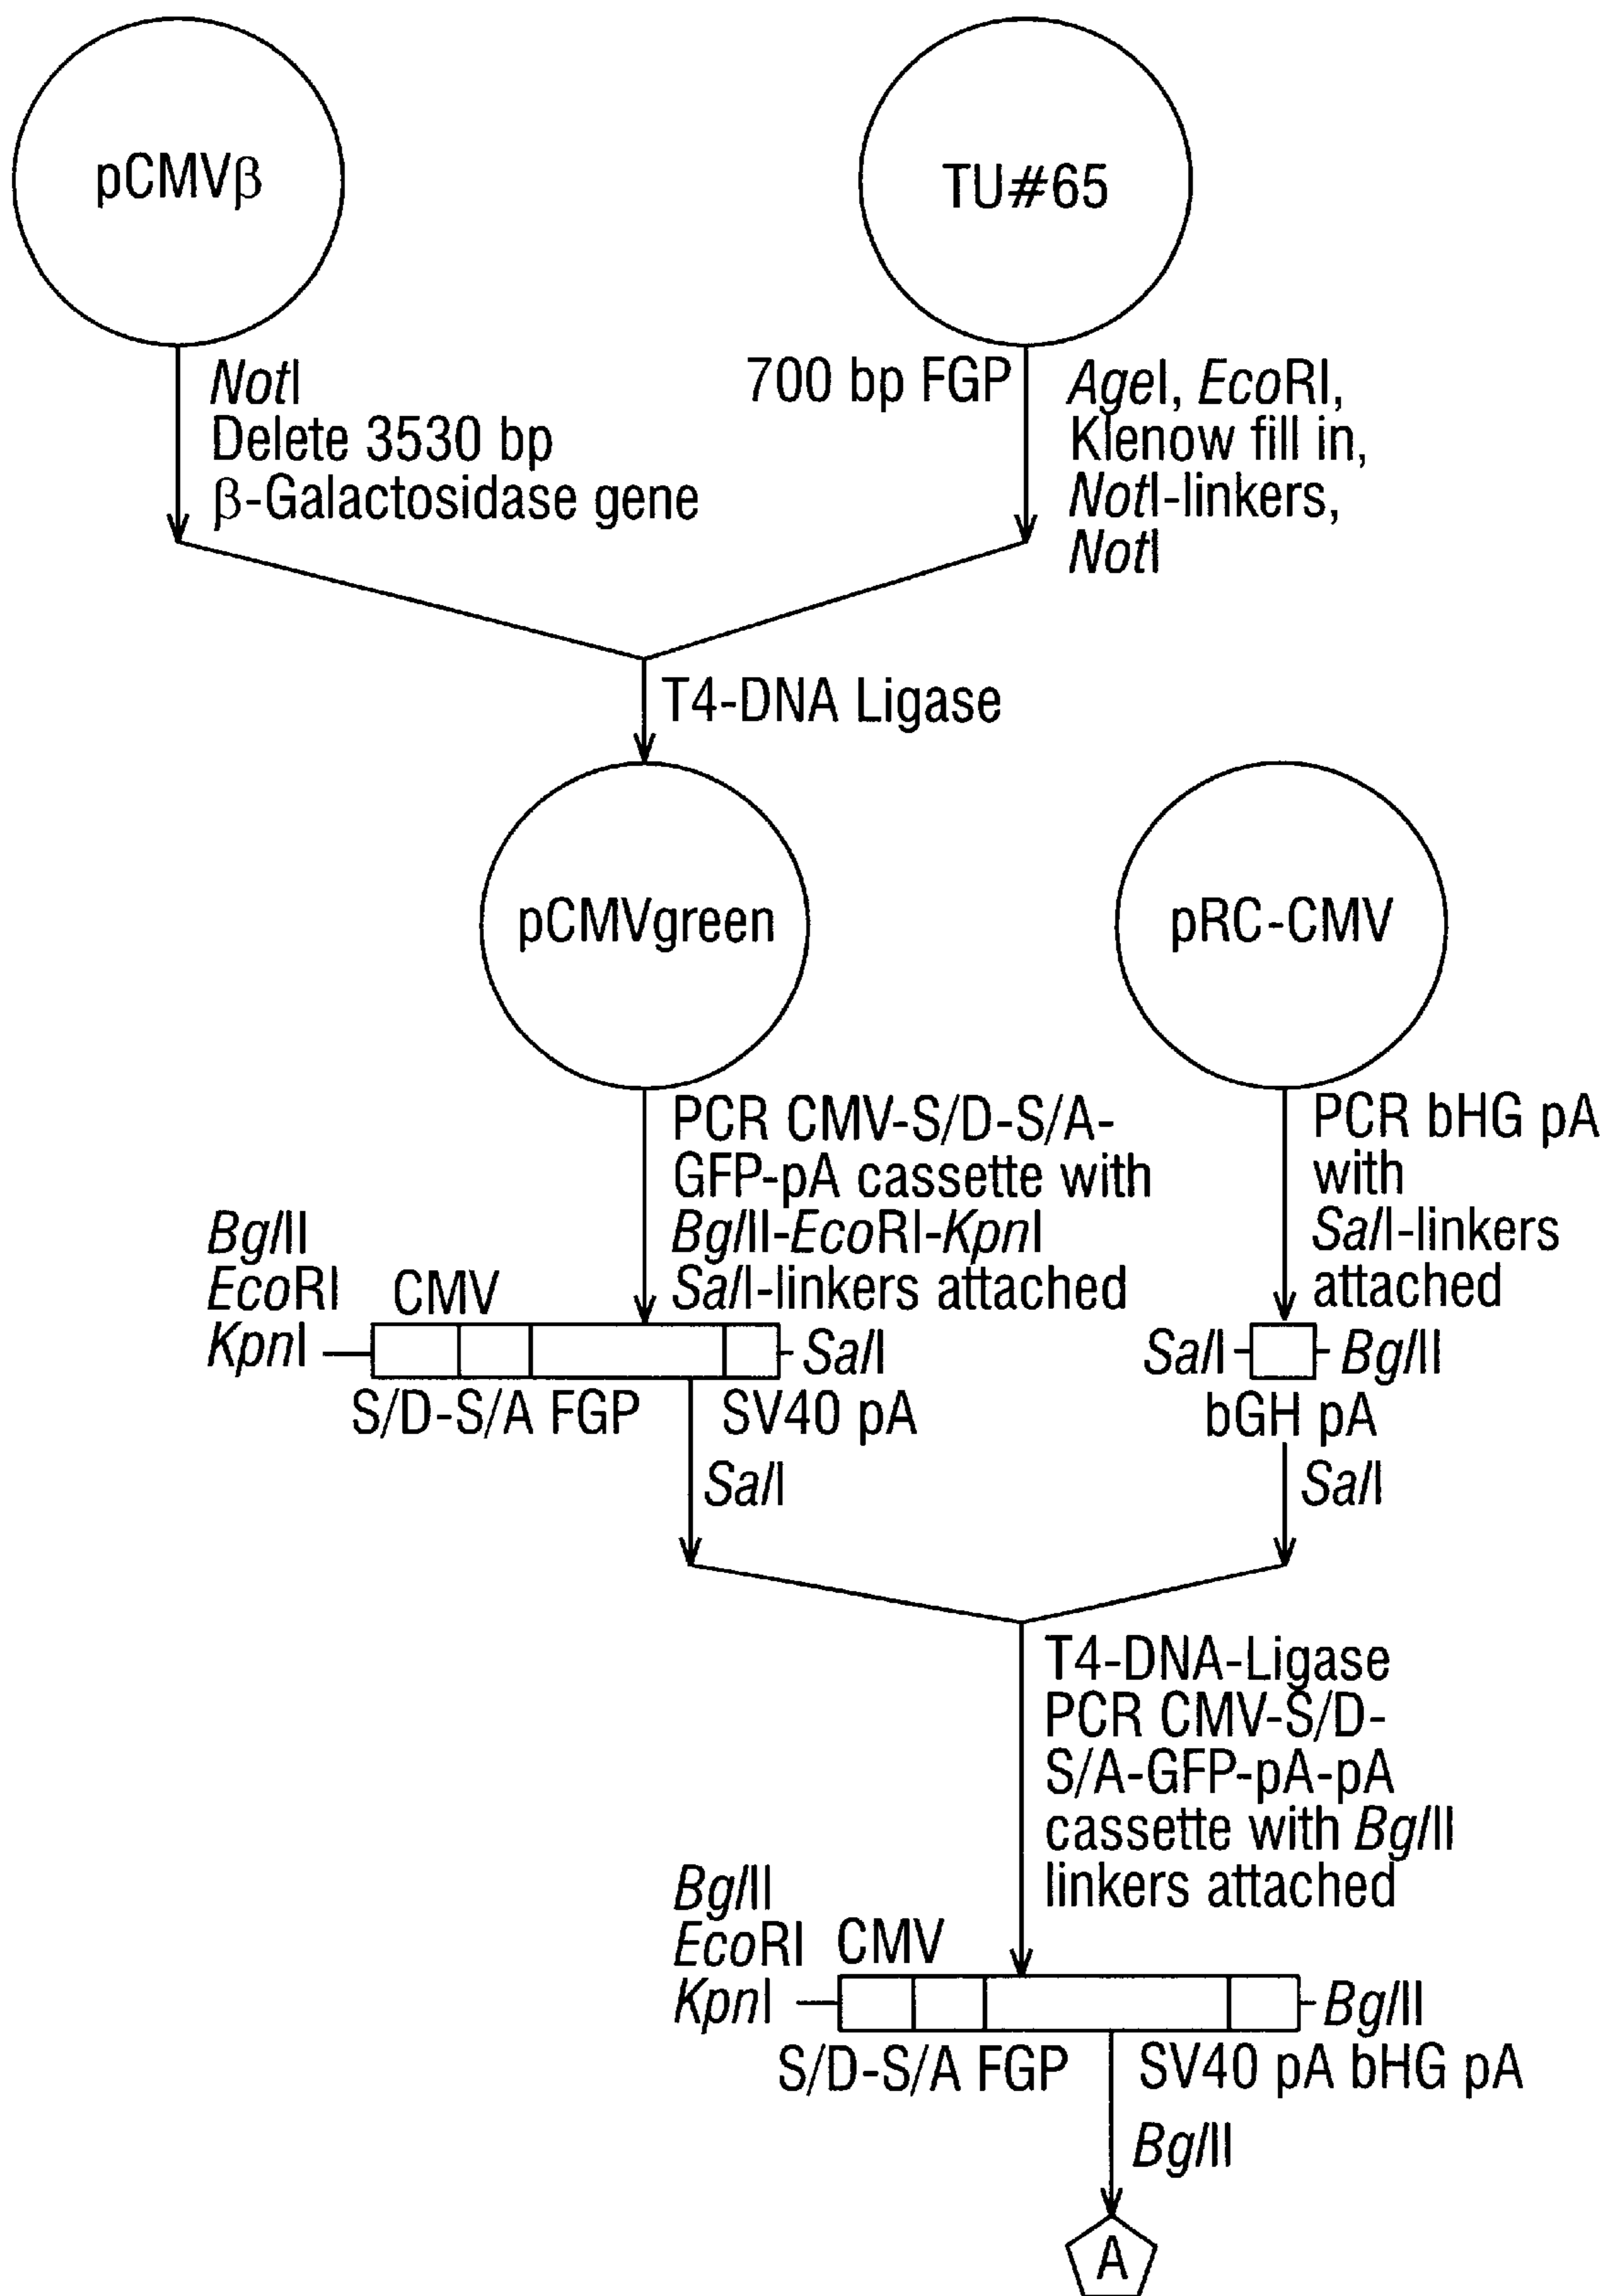 pCMVβ
TU#65
NotI
Delete 3530 bp
β-Galactosidase gene
700 bp FGP
AgeI, EcoRI,
Klenow fill in,
NotI-linkers,
NotI
T4-DNA Ligase
pCMVgreen
pRC-CMV
PCR CMV-S/D-S/A-
GFP-pA cassette with
BglII-EcoRI-KpnI
SalI-linkers attached
PCR bHG pA
with
SalI-linkers
attached
BglII
EcoRI
KpnI
CMV
SalI
S/D-S/A FGP
SV40 pA
SalI
BglII
bGH pA
SalI
SalI
T4-DNA-Ligase
PCR CMV-S/D-
S/A-GFP-pA-pA
cassette with BglII
linkers attached
BglII
EcoRI
KpnI
CMV
BglII
S/D-S/A FGP
SV40 pA bHG pA
BglII
A